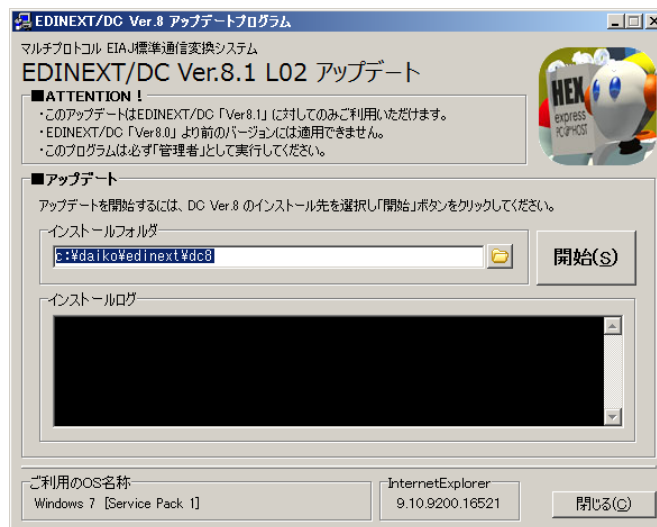 EDINEXT/DC Ver.8 アップデートプログラム
マルチプロトコル EIAJ標準通信変換システム
EDINEXT/DC Ver.8.1 L02 アップデート
■ATTENTION !
・このアップデートはEDINEXT/DC 「Ver8.1」 に対してのみご利用いただけます。
・EDINEXT/DC 「Ver8.0」 より前のバージョンには適用できません。
・このプログラムは必ず「管理者」として実行してください。
HEX
express
PC⇔HOST
■アップデート
アップデートを開始するには、DC Ver.8 のインストール先を選択し「開始」ボタンをクリックしてください。
インストールフォルダ
c:¥daiko¥edinext¥dc8
開始(S)
インストールログ
ご利用のOS名称
Windows 7 [Service Pack 1]
InternetExplorer
9.10.9200.16521
閉じる(C)